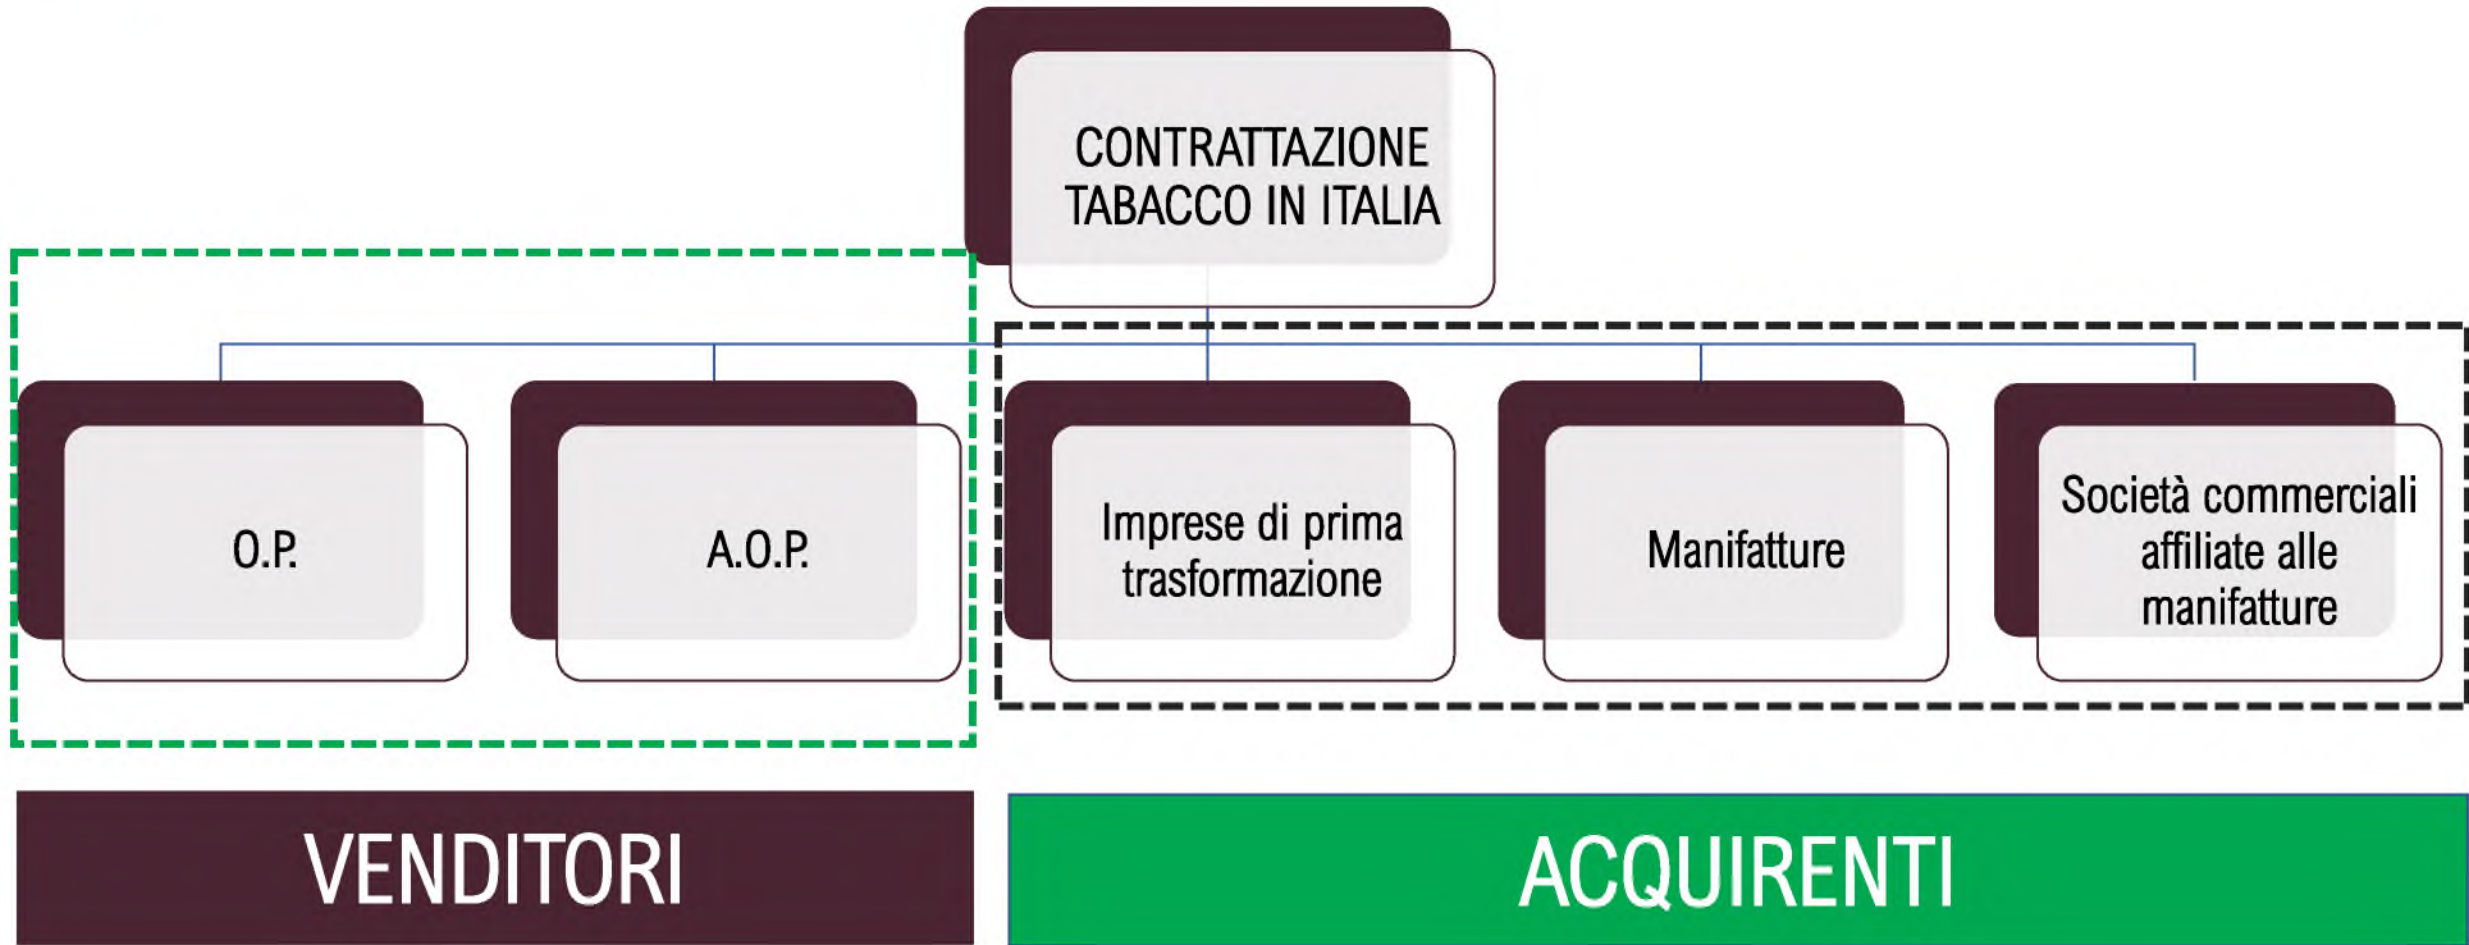 CONTRATTAZIONE
TABACCO IN ITALIA
O.P.
A.O.P.
Imprese di prima
trasformazione
Manifatture
Società commerciali
affiliate alle
manifatture
VENDITORI
ACQUIRENTI